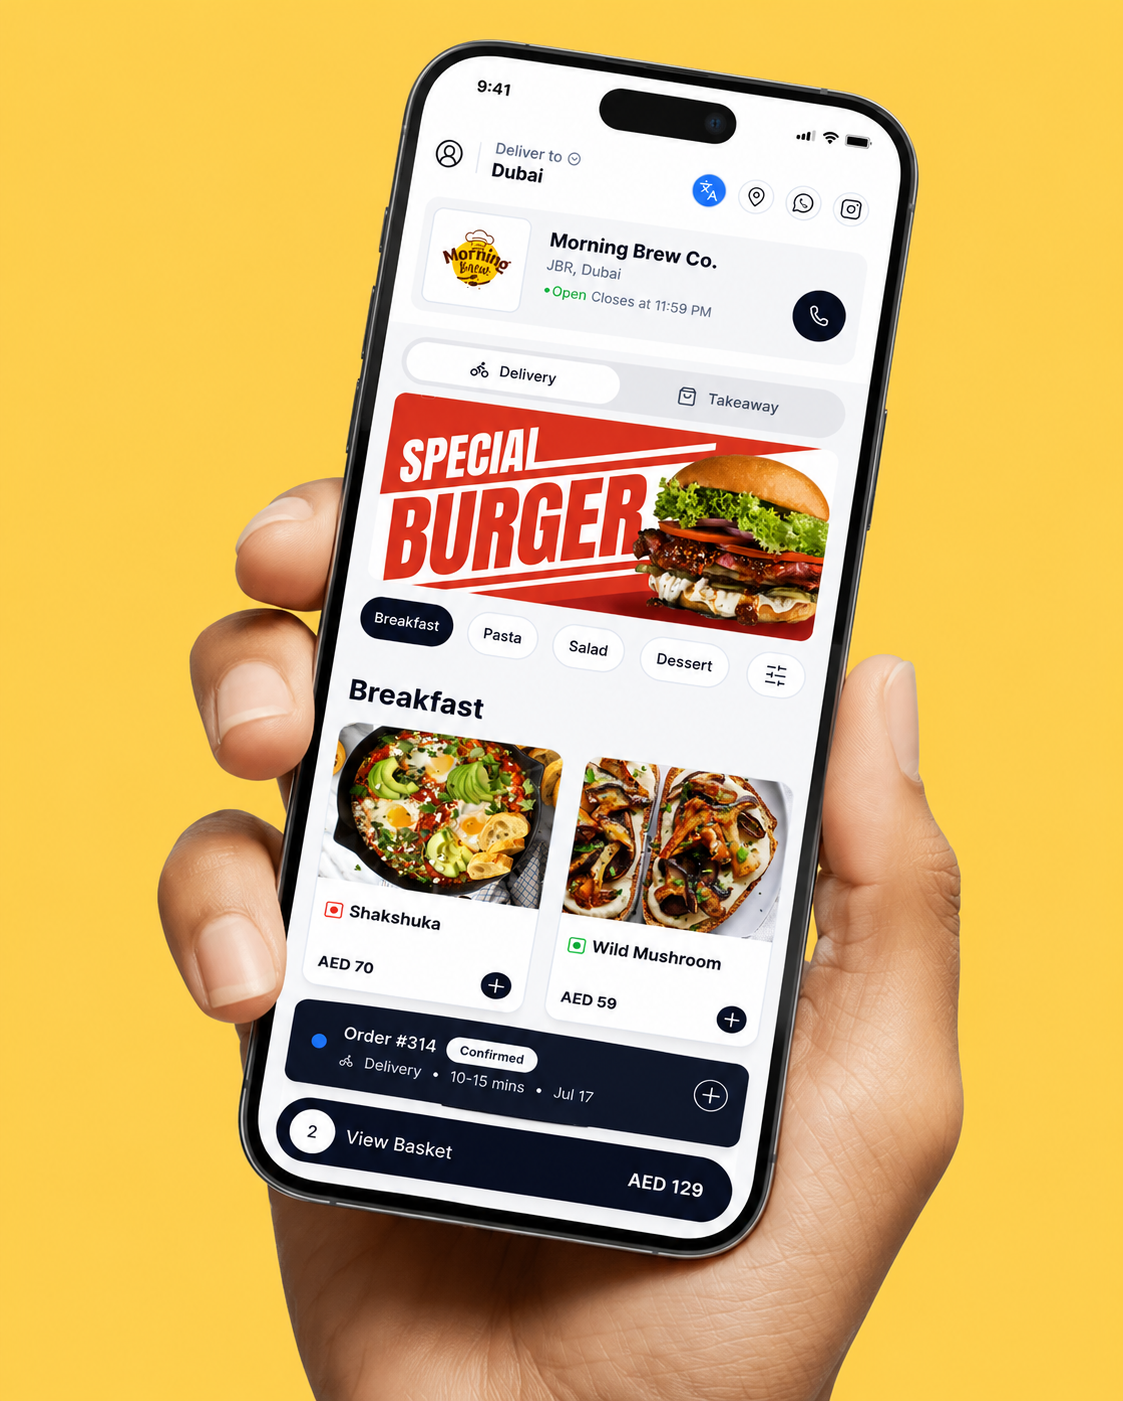 9:41
Deliver to
Dubai
Morning Brew
Morning Brew Co.
JBR, Dubai
Open Closes at 11:59 PM
Delivery
Takeaway
SPECIAL
BURGER
Breakfast
Pasta
Salad
Dessert
Breakfast
Shakshuka
AED 70
Wild Mushroom
AED 59
Order #314 Confirmed
Delivery • 10-15 mins • Jul 17
2 View Basket AED 129